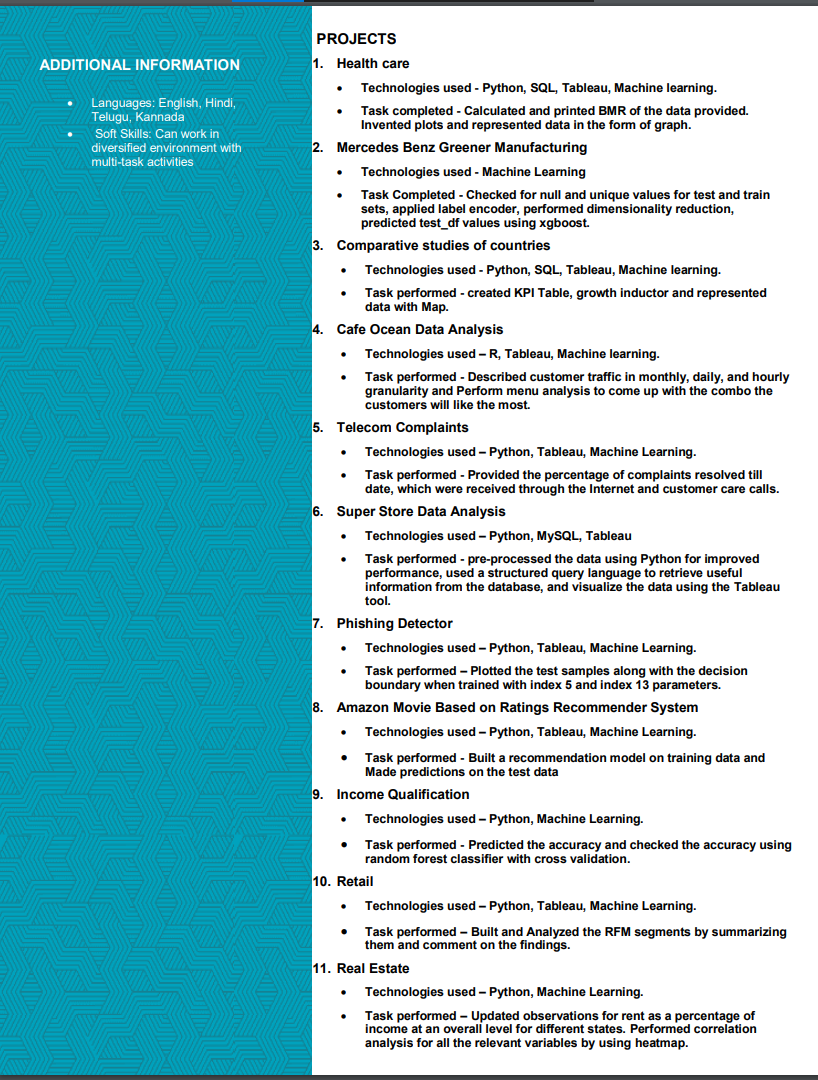 ADDITIONAL INFORMATION
• Languages: English, Hindi,
Telugu, Kannada
• Soft Skills: Can work in
diversified environment with
multi-task activities
PROJECTS
1. Health care
• Technologies used - Python, SQL, Tableau, Machine learning.
• Task completed - Calculated and printed BMR of the data provided.
Invented plots and represented data in the form of graph.
2. Mercedes Benz Greener Manufacturing
• Technologies used - Machine Learning
• Task Completed - Checked for null and unique values for test and train
sets, applied label encoder, performed dimensionality reduction,
predicted test_df values using xgboost.
3. Comparative studies of countries
• Technologies used - Python, SQL, Tableau, Machine learning.
• Task performed - created KPI Table, growth inductor and represented
data with Map.
4. Cafe Ocean Data Analysis
• Technologies used – R, Tableau, Machine learning.
• Task performed - Described customer traffic in monthly, daily, and hourly
granularity and Perform menu analysis to come up with the combo the
customers will like the most.
5. Telecom Complaints
• Technologies used – Python, Tableau, Machine Learning.
• Task performed - Provided the percentage of complaints resolved till
date, which were received through the Internet and customer care calls.
6. Super Store Data Analysis
• Technologies used – Python, MySQL, Tableau
• Task performed - pre-processed the data using Python for improved
performance, used a structured query language to retrieve useful
information from the database, and visualize the data using the Tableau
tool.
7. Phishing Detector
• Technologies used – Python, Tableau, Machine Learning.
• Task performed – Plotted the test samples along with the decision
boundary when trained with index 5 and index 13 parameters.
8. Amazon Movie Based on Ratings Recommender System
• Technologies used – Python, Tableau, Machine Learning.
• Task performed - Built a recommendation model on training data and
Made predictions on the test data
9. Income Qualification
• Technologies used – Python, Machine Learning.
• Task performed - Predicted the accuracy and checked the accuracy using
random forest classifier with cross validation.
10. Retail
• Technologies used – Python, Tableau, Machine Learning.
• Task performed – Built and Analyzed the RFM segments by summarizing
them and comment on the findings.
11. Real Estate
• Technologies used – Python, Machine Learning.
• Task performed – Updated observations for rent as a percentage of
income at an overall level for different states. Performed correlation
analysis for all the relevant variables by using heatmap.